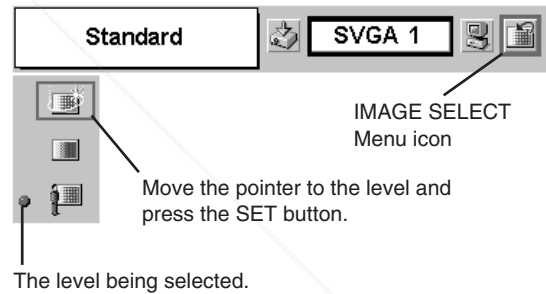 Standard
SVGA 1
IMAGE SELECT
Menu icon
Move the pointer to the level and
press the SET button.
The level being selected.